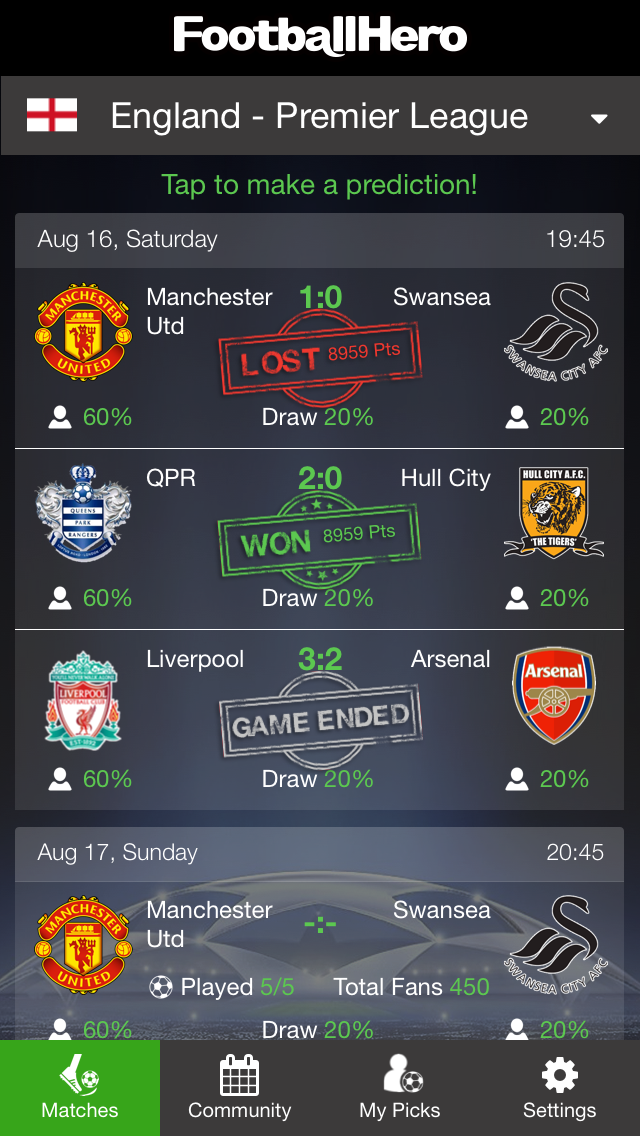 FootballHero
England - Premier League
Tap to make a prediction!
Aug 16, Saturday 19:45
Manchester Utd 1:0 Swansea
MANCHESTER UNITED
SWANSEA CITY AFC
LOST 8959 Pts
60% Draw 20% 20%
QPR 2:0 Hull City
QUEENS PARK RANGERS
HULL CITY A.F.C.
'THE TIGERS'
WON 8959 Pts
60% Draw 20% 20%
Liverpool 3:2 Arsenal
YOU'LL NEVER WALK ALONE
LIVERPOOL
FOOTBALL CLUB
EST·1892
Arsenal
GAME ENDED
60% Draw 20% 20%
Aug 17, Sunday 20:45
Manchester Utd -:- Swansea
MANCHESTER UNITED
SWANSEA CITY AFC
Played 5/5 Total Fans 450
60% Draw 20% 20%
Matches Community My Picks Settings